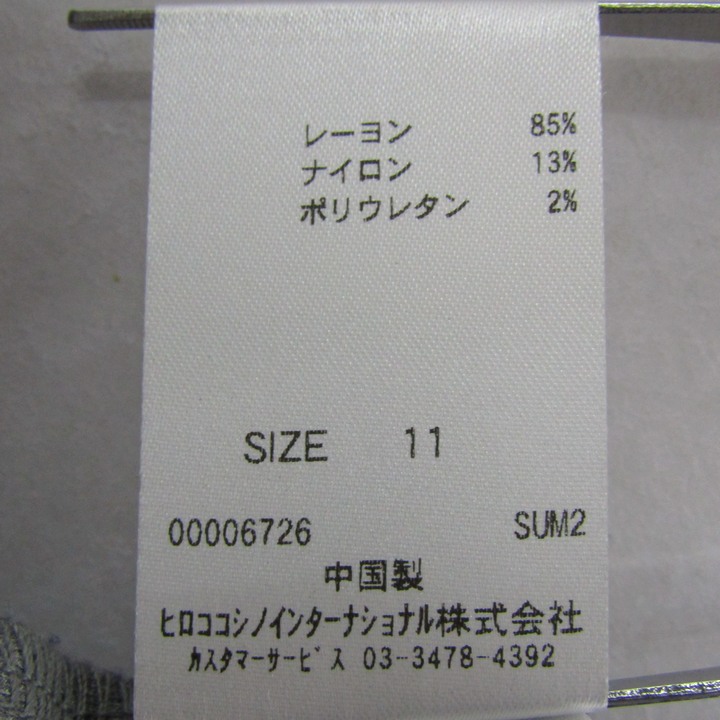 レーヨン 85%
ナイロン 13%
ポリウレタン 2%
SIZE 11
00006726 SUM2
中国製
ヒロココシノインターナショナル株式会社
カスタマーサービス 03-3478-4392